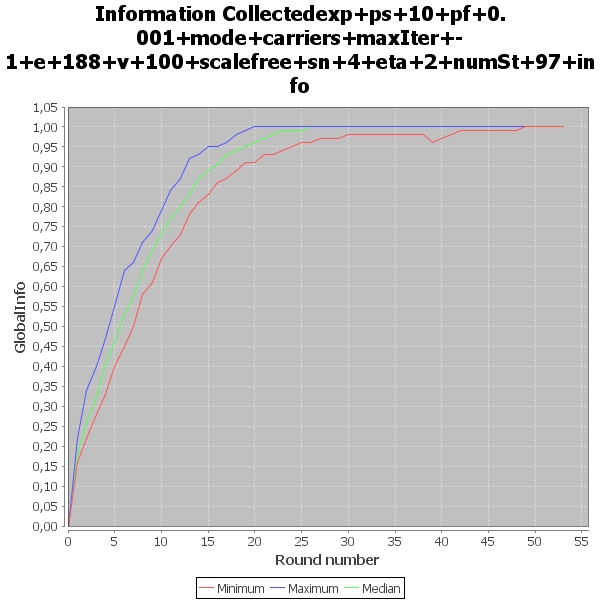 Information Collectedexp+ps+10+pf+0.
001+mode+carriers+maxIter+-
1+e+188+v+100+scalefree+sn+4+eta+2+numSt+97+in
fo
GlobalInfo
1,05
1,00
0,95
0,90
0,85
0,80
0,75
0,70
0,65
0,60
0,55
0,50
0,45
0,40
0,35
0,30
0,25
0,20
0,15
0,10
0,05
0,00
0 5 10 15 20 25 30 35 40 45 50 55
Round number
Minimum Maximum Median